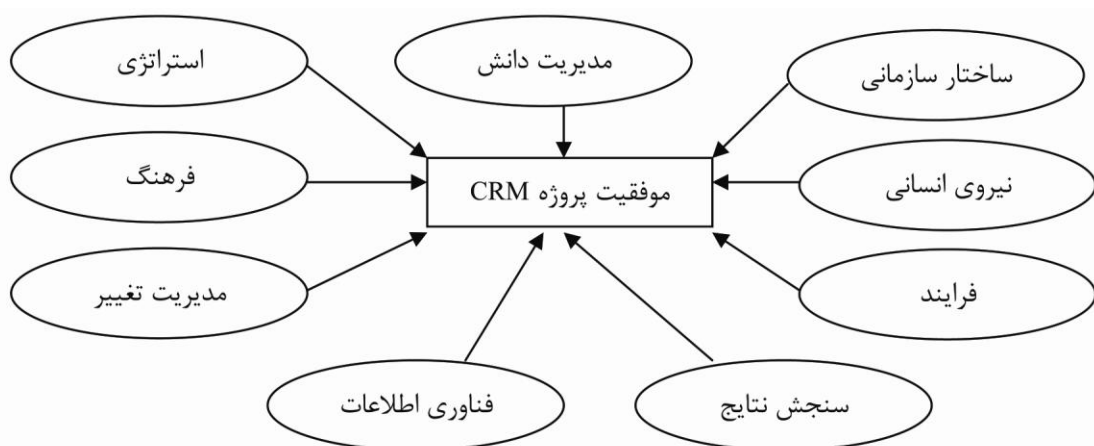 مدیریت دانش
ساختار سازمانی
استراتژی
موفقیت پروژه CRM
نیروی انسانی
فرهنگ
فرایند
مدیریت تغییر
سنجش نتایج
فناوری اطلاعات